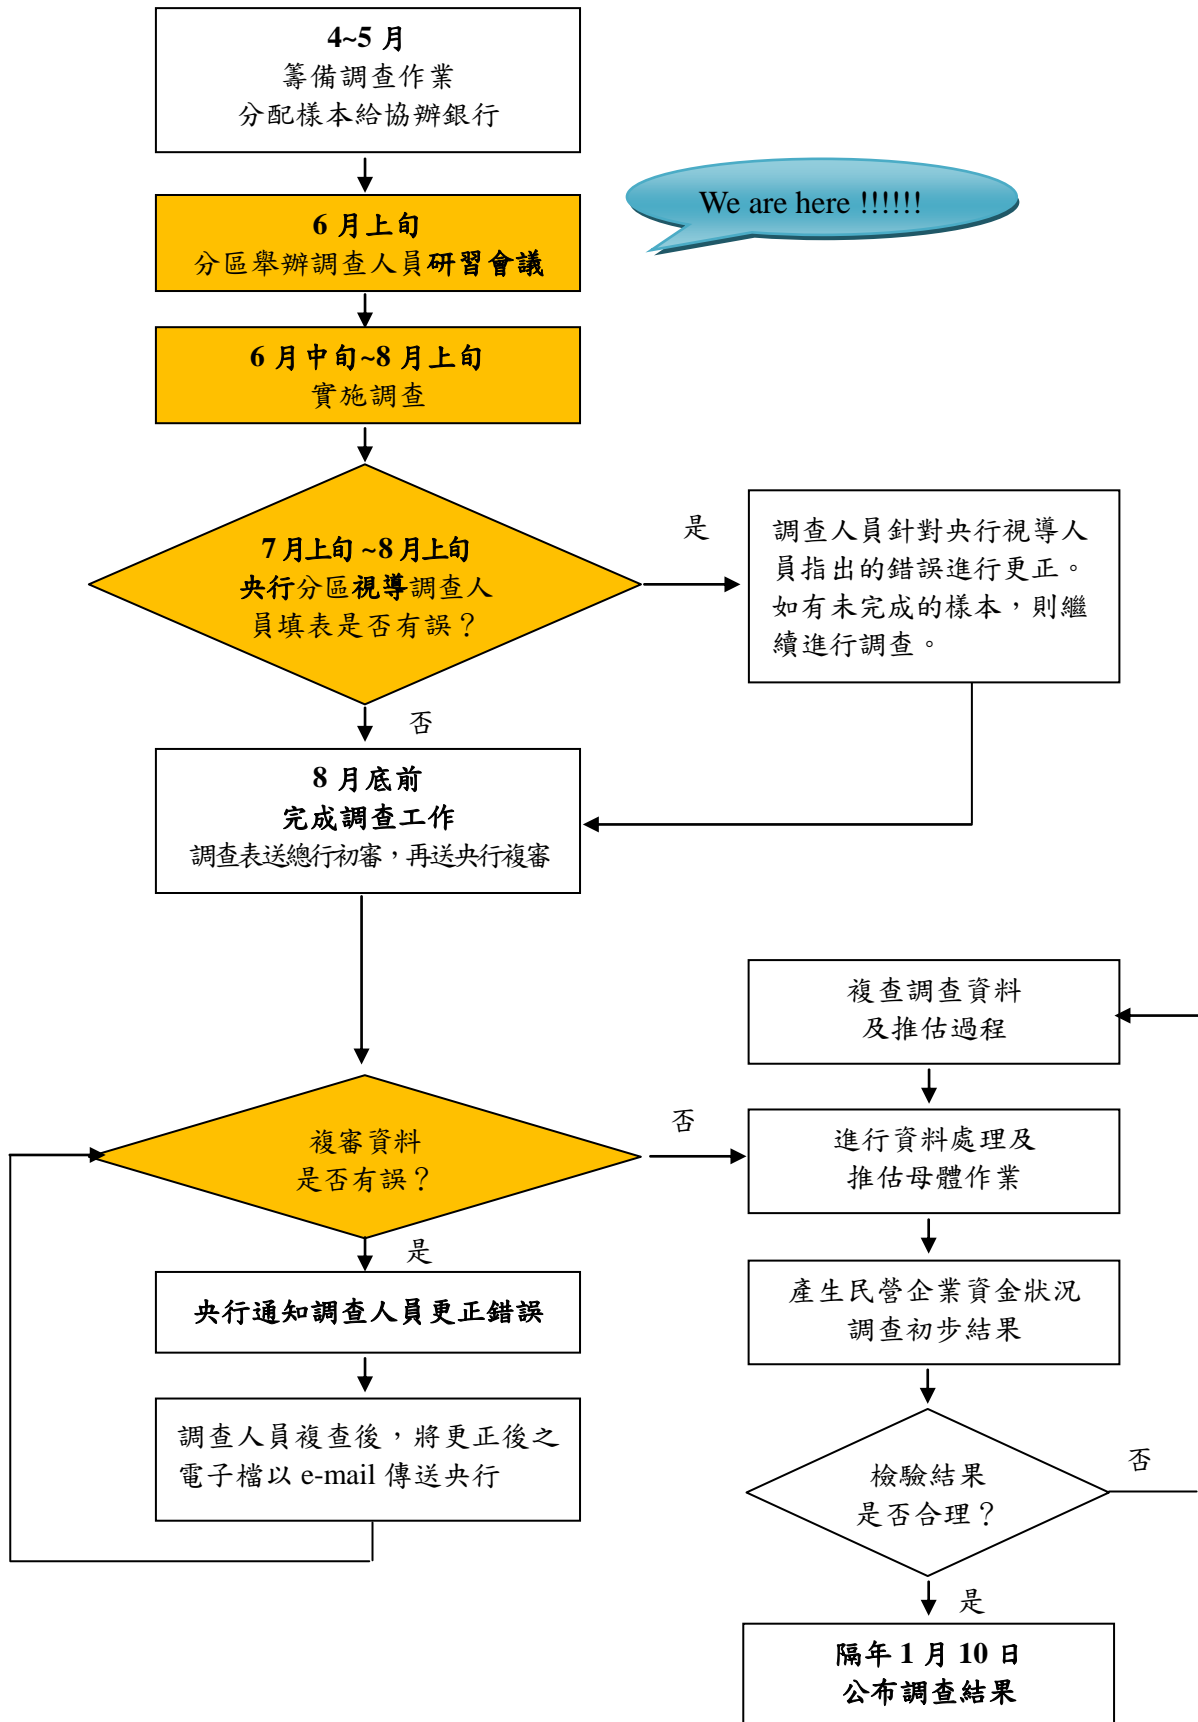 4~5 月
籌備調查作業
分配樣本給協辦銀行
We are here !!!!!!
6 月上旬
分區舉辦調查人員研習會議
6 月中旬~8 月上旬
實施調查
7 月上旬 ~8 月上旬
央行分區視導調查人
員填表是否有誤？
是
調查人員針對央行視導人
員指出的錯誤進行更正。
如有未完成的樣本，則繼
續進行調查。
否
8 月底前
完成調查工作
調查表送總行初審，再送央行複審
複查調查資料
及推估過程
複審資料
是否有誤？
否
進行資料處理及
推估母體作業
是
央行通知調查人員更正錯誤
產生民營企業資金狀況
調查初步結果
調查人員複查後，將更正後之
電子檔以 e-mail 傳送央行
檢驗結果
是否合理？
否
是
隔年 1 月 10 日
公布調查結果